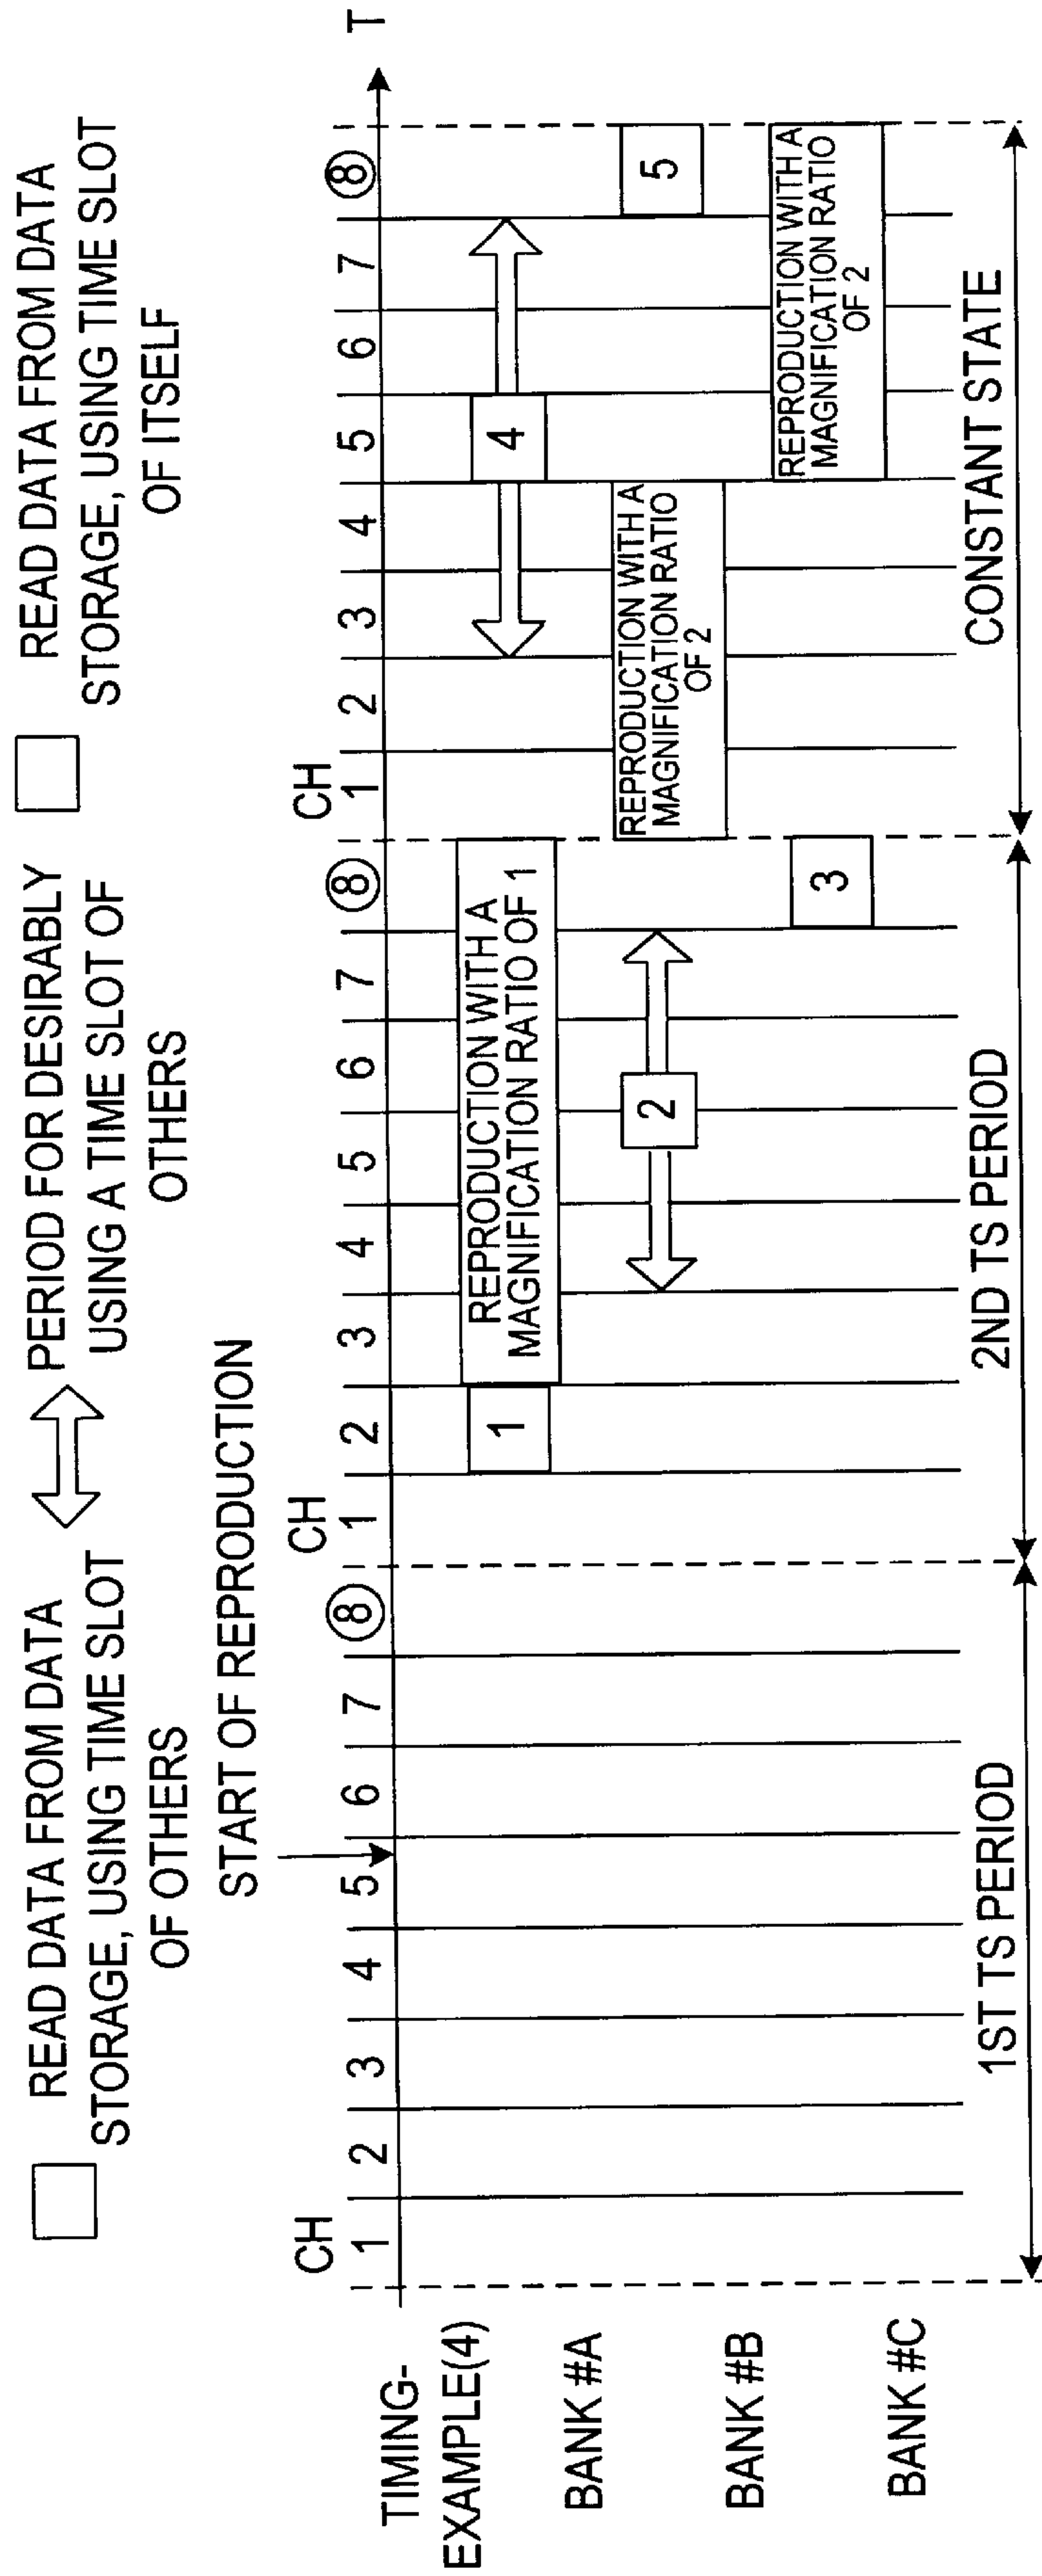 READ DATA FROM DATA
STORAGE, USING TIME SLOT
OF OTHERS
PERIOD FOR DESIRABLY
USING A TIME SLOT OF
OTHERS
READ DATA FROM DATA
STORAGE, USING TIME SLOT
OF ITSELF
START OF REPRODUCTION
TIMING-
EXAMPLE(4)
CH
1 2 3 4 5 6 7 8
CH
1 2 3 4 5 6 7 8
CH
1 2 3 4 5 6 7 8
T
BANK #A
1
REPRODUCTION WITH A
MAGNIFICATION RATIO OF 1
4
BANK #B
2
REPRODUCTION WITH A
MAGNIFICATION RATIO
OF 2
5
BANK #C
3
REPRODUCTION WITH A
MAGNIFICATION RATIO
OF 2
1ST TS PERIOD
2ND TS PERIOD
CONSTANT STATE